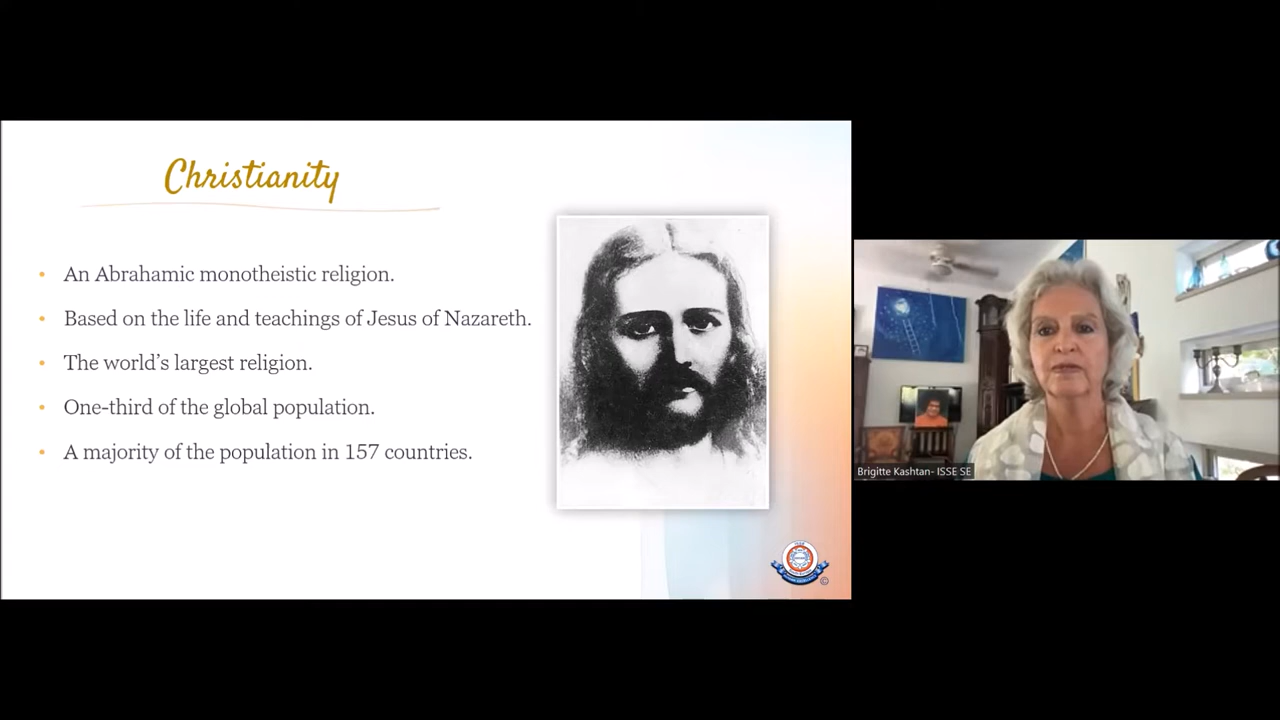 Christianity
• An Abrahamic monotheistic religion.
• Based on the life and teachings of Jesus of Nazareth.
• The world’s largest religion.
• One-third of the global population.
• A majority of the population in 157 countries.
Brigitte Kashtan- ISSE SE
©